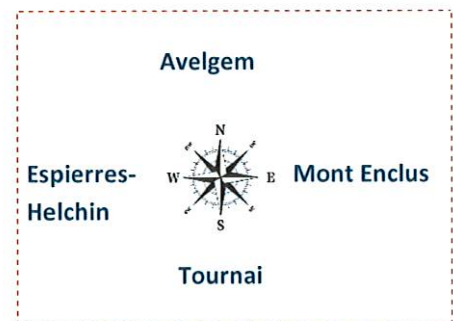 Avelgem
N
Espierres-
Helchin
W
E
Mont Enclus
S
Tournai